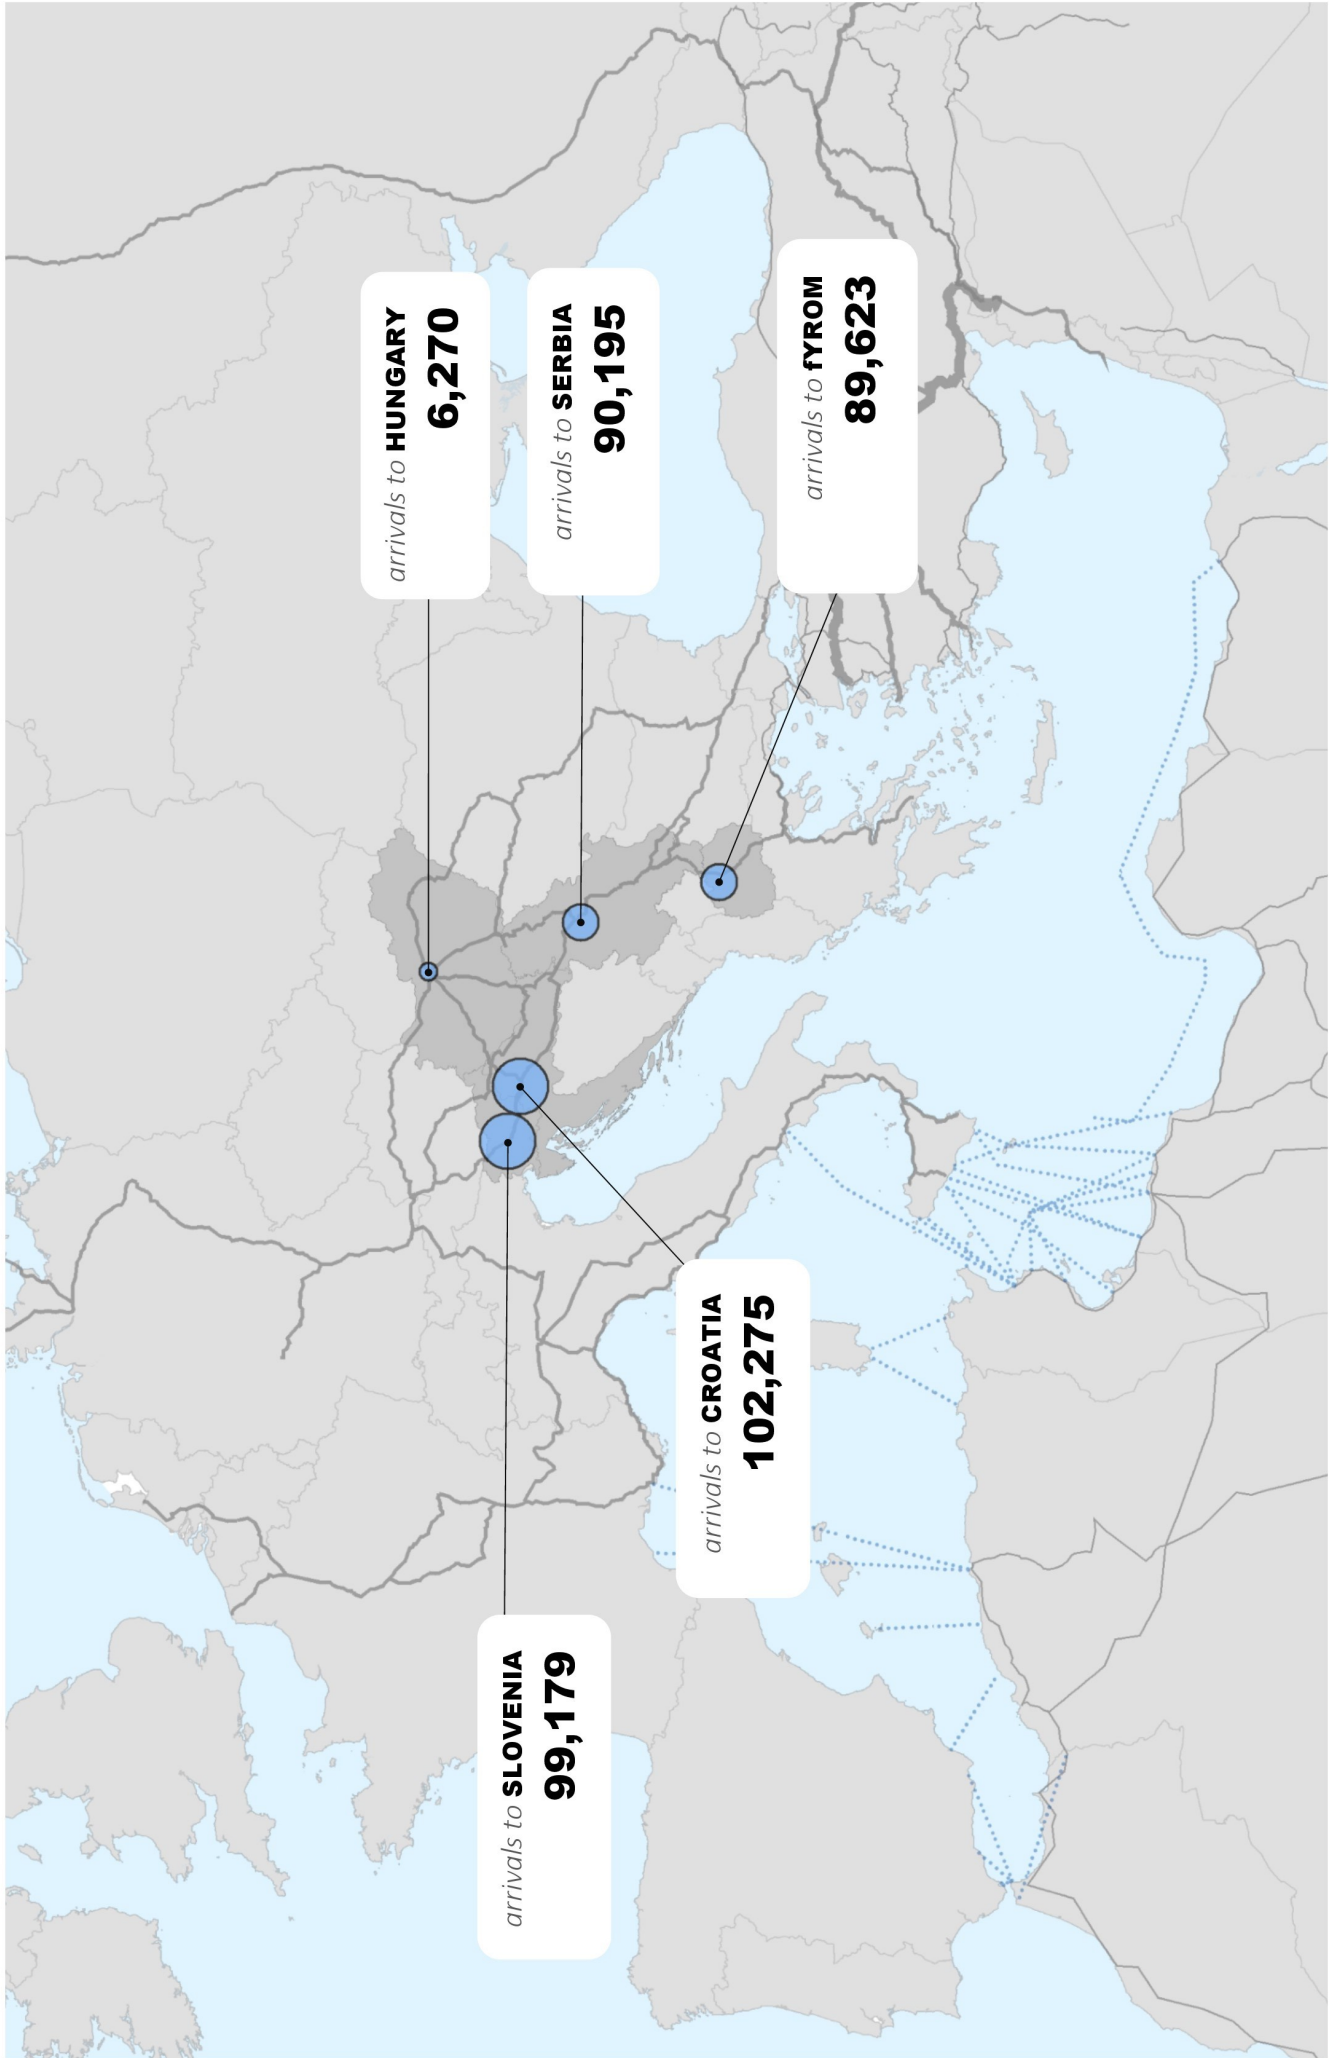 arrivals to HUNGARY
6,270
arrivals to SERBIA
90,195
arrivals to fYROM
89,623
arrivals to SLOVENIA
99,179
arrivals to CROATIA
102,275